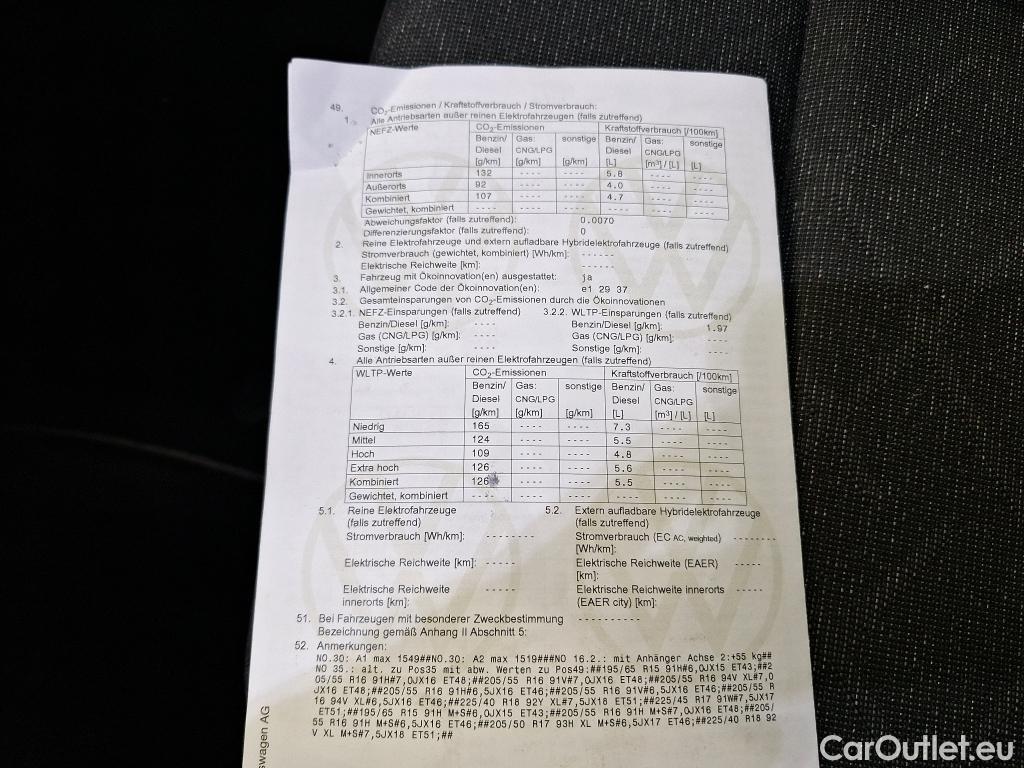 49. CO₂-Emissionen / Kraftstoffverbrauch / Stromverbrauch:
1. Alle Antriebsarten außer reinen Elektrofahrzeugen (falls zutreffend)
NEFZ-Werte CO₂-Emissionen Kraftstoffverbrauch [/100km]
Benzin/ Gas: sonstige Benzin/ Gas: sonstige
Diesel CNG/LPG Diesel CNG/LPG
[g/km] [g/km] [g/km] [L] [m³] / [L] [L]
Innerorts 132 ---- ---- 5.8 ---- ----
Außerorts 92 ---- ---- 4.0 ---- ----
Kombiniert 107 ---- ---- 4.7 ---- ----
Gewichtet, kombiniert ---- ---- ---- ---- ---- ----
Abweichungsfaktor (falls zutreffend): 0.0070
Differenzierungsfaktor (falls zutreffend): 0
2. Reine Elektrofahrzeuge und extern aufladbare Hybridelektrofahrzeuge (falls zutreffend)
Stromverbrauch (gewichtet, kombiniert) [Wh/km]: ------
Elektrische Reichweite [km]: ------
3. Fahrzeug mit Ökoinnovation(en) ausgestattet: ja
3.1. Allgemeiner Code der Ökoinnovation(en): e1 29 37
3.2. Gesamteinsparungen von CO₂-Emissionen durch die Ökoinnovationen
3.2.1. NEFZ-Einsparungen (falls zutreffend) 3.2.2. WLTP-Einsparungen (falls zutreffend)
Benzin/Diesel [g/km]: ---- Benzin/Diesel [g/km]: 1.97
Gas (CNG/LPG) [g/km]: ---- Gas (CNG/LPG) [g/km]: ----
Sonstige [g/km]: ---- Sonstige [g/km]: ----
4. Alle Antriebsarten außer reinen Elektrofahrzeugen (falls zutreffend)
WLTP-Werte CO₂-Emissionen Kraftstoffverbrauch [/100km]
Benzin/ Gas: sonstige Benzin/ Gas: sonstige
Diesel CNG/LPG Diesel CNG/LPG
[g/km] [g/km] [g/km] [L] [m³] / [L] [L]
Niedrig 165 ---- ---- 7.3 ---- ----
Mittel 124 ---- ---- 5.5 ---- ----
Hoch 109 ---- ---- 4.8 ---- ----
Extra hoch 126 ---- ---- 5.6 ---- ----
Kombiniert 126 ---- ---- 5.5 ---- ----
Gewichtet, kombiniert ---- ---- ---- ---- ---- ----
5.1. Reine Elektrofahrzeuge 5.2. Extern aufladbare Hybridelektrofahrzeuge
(falls zutreffend) (falls zutreffend)
Stromverbrauch [Wh/km]: -------- Stromverbrauch (EC AC, weighted) --------
[Wh/km]:
Elektrische Reichweite [km]: ----- Elektrische Reichweite (EAER) -----
[km]:
Elektrische Reichweite ----- Elektrische Reichweite innerorts -----
innerorts [km]: (EAER city) [km]:
51. Bei Fahrzeugen mit besonderer Zweckbestimmung ----------
Bezeichnung gemäß Anhang II Abschnitt 5:
52. Anmerkungen:
NO.30: A1 max 1549##NO.30: A2 max 1519###NO 16.2.: mit Anhänger Achse 2:+55 kg##
NO 35.: alt. zu Pos35 mit abw. Werten zu Pos49:##195/65 R15 91H#6,0JX15 ET43;##2
05/55 R16 91H#7,0JX16 ET48;##205/55 R16 91V#7,0JX16 ET48;##205/55 R16 94V XL#7,0
JX16 ET48;##205/55 R16 91H#6,5JX16 ET46;##205/55 R16 91V#6,5JX16 ET46;##205/55 R
16 94V XL#6,5JX16 ET46;##225/40 R18 92Y XL#7,5JX18 ET51;##225/45 R17 91W#7,5JX17
ET51;##195/65 R15 91H M+S#6,0JX15 ET43;##205/55 R16 91H M+S#7,0JX16 ET48;##205/
55 R16 91H M+S#6,5JX16 ET46;##205/50 R17 93H XL M+S#6,5JX17 ET46;##225/40 R18 92
V XL M+S#7,5JX18 ET51;##
swagen AG
CarOutlet.eu